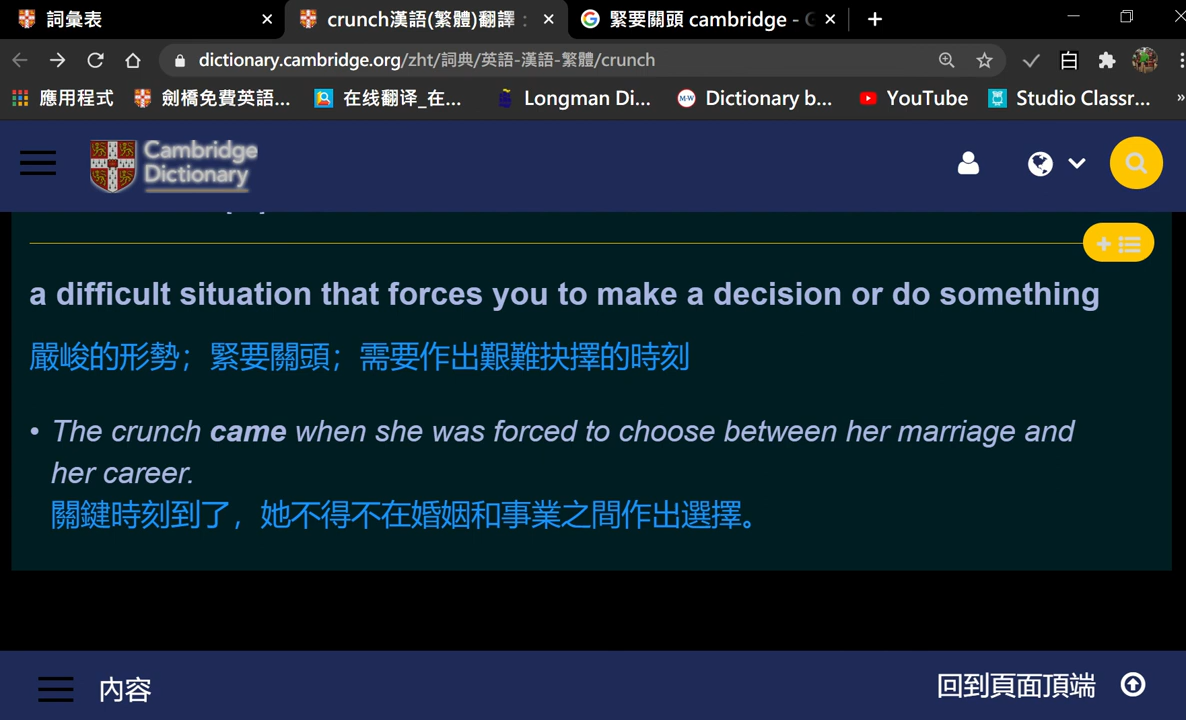 詞彙表
crunch漢語(繁體)翻譯：
緊要關頭 cambridge -
dictionary.cambridge.org/zht/詞典/英語-漢語-繁體/crunch
白
應用程式
劍橋免費英語...
在线翻译_在...
Longman Di...
M-W
Dictionary b...
YouTube
Studio Classr...
»
Cambridge
Dictionary
a difficult situation that forces you to make a decision or do something
嚴峻的形勢；緊要關頭；需要作出艱難抉擇的時刻
• The crunch came when she was forced to choose between her marriage and
her career.
關鍵時刻到了，她不得不在婚姻和事業之間作出選擇。
內容
回到頁面頂端